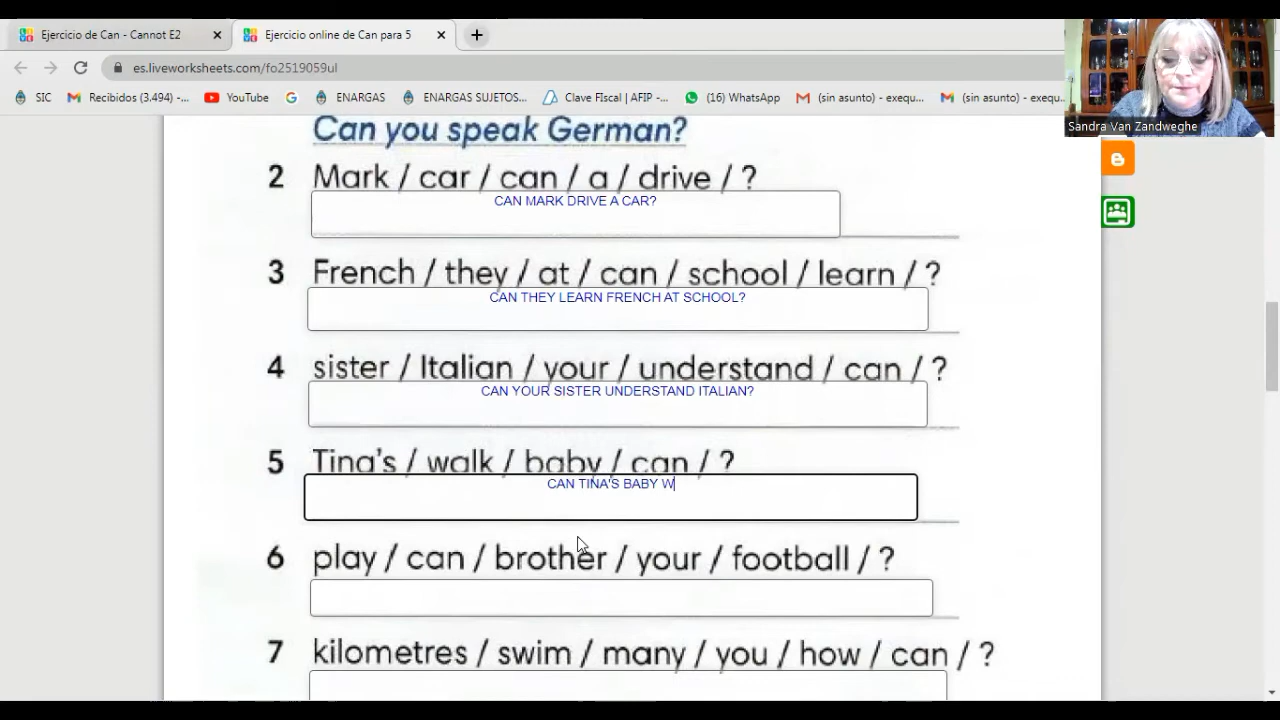 Ejercicio de Can - Cannot E2
Ejercicio online de Can para 5
es.liveworksheets.com/fo2519059ul
SIC Recibidos (3.494) -... YouTube ENARGAS ENARGAS SUJETOS... Clave FIscal | AFIP -... (16) WhatsApp (sin asunto) - exequ... (sin asunto) - exequ...
Sandra Van Zandweghe
Can you speak German?
2 Mark / car / can / a / drive / ?
CAN MARK DRIVE A CAR?
3 French / they / at / can / school / learn / ?
CAN THEY LEARN FRENCH AT SCHOOL?
4 sister / Italian / your / understand / can / ?
CAN YOUR SISTER UNDERSTAND ITALIAN?
5 Tina's / walk / baby / can / ?
CAN TINA'S BABY W
6 play / can / brother / your / football / ?
7 kilometres / swim / many / you / how / can / ?